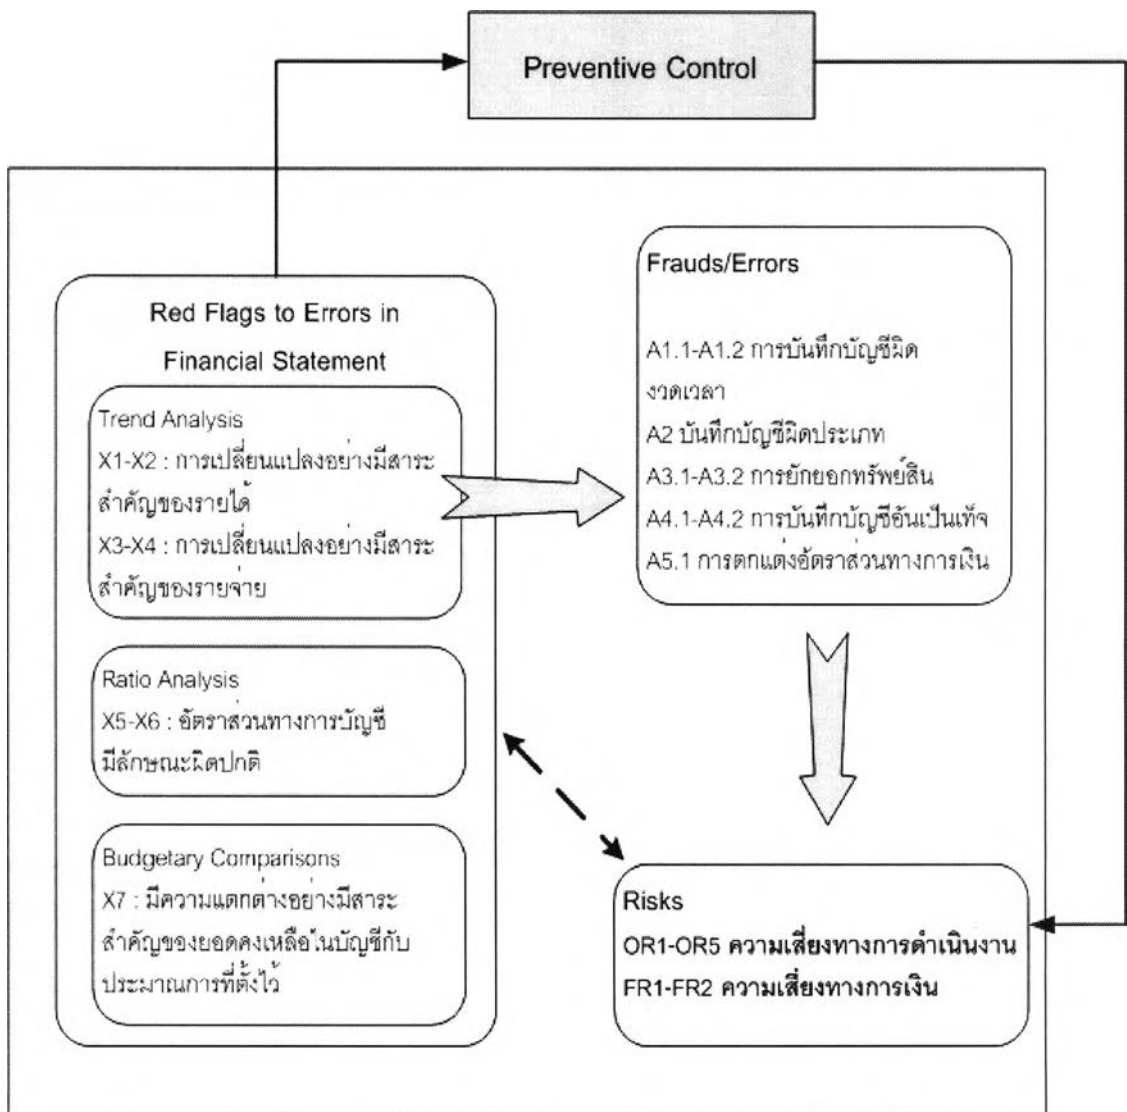 Preventive Control
Red Flags to Errors in
Financial Statement
Trend Analysis
X1-X2 : การเปลี่ยนแปลงอย่างมีสาระ
สำคัญของรายได้
X3-X4 : การเปลี่ยนแปลงอย่างมีสาระ
สำคัญของรายจ่าย
Ratio Analysis
X5-X6 : อัตราส่วนทางการบัญชี
มีลักษณะผิดปกติ
Budgetary Comparisons
X7 : มีความแตกต่างอย่างมีสาระ
สำคัญของยอดคงเหลือในบัญชีกับ
ประมาณการที่ตั้งไว้
Frauds/Errors
A1.1-A1.2 การบันทึกบัญชีผิด
งวดเวลา
A2 บันทึกบัญชีผิดประเภท
A3.1-A3.2 การยักยอกทรัพย์สิน
A4.1-A4.2 การบันทึกบัญชีอันเป็นเท็จ
A5.1 การตกแต่งอัตราส่วนทางการเงิน
Risks
OR1-OR5 ความเสี่ยงทางการดำเนินงาน
FR1-FR2 ความเสี่ยงทางการเงิน